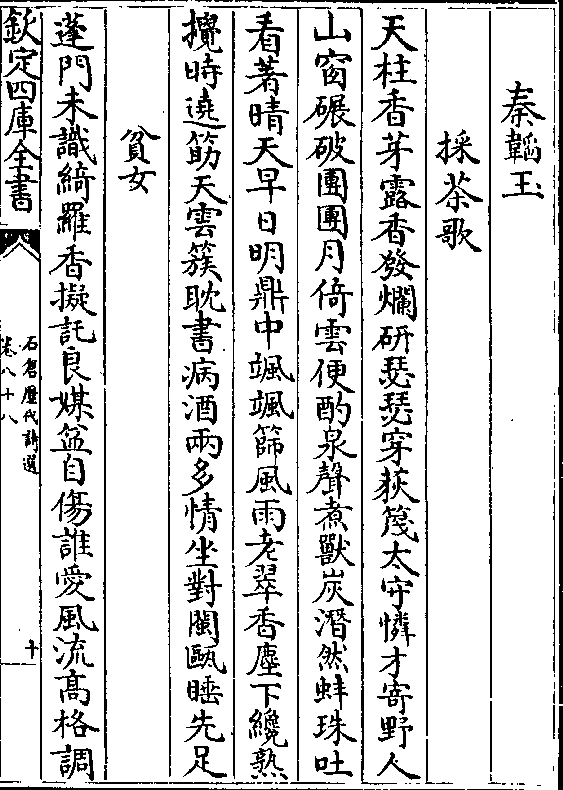 秦韜玉
採茶歌
天柱香芽露香發爛研瑟瑟穿荻篾太守憐才寄野人
山窗碾破團團月倚雲便酌泉聲煮獸炭潛然蚌珠吐
看著晴天早日明鼎中颯颯篩風雨老翠香塵下纔熟
攪時遶筯天雲簇耽書病酒兩多情坐對閩甌睡先足
貧女
蓬門未識綺羅香擬託良媒益自傷誰愛風流高格調
欽定四庫全書
石倉歷代詩選
卷八十八
十